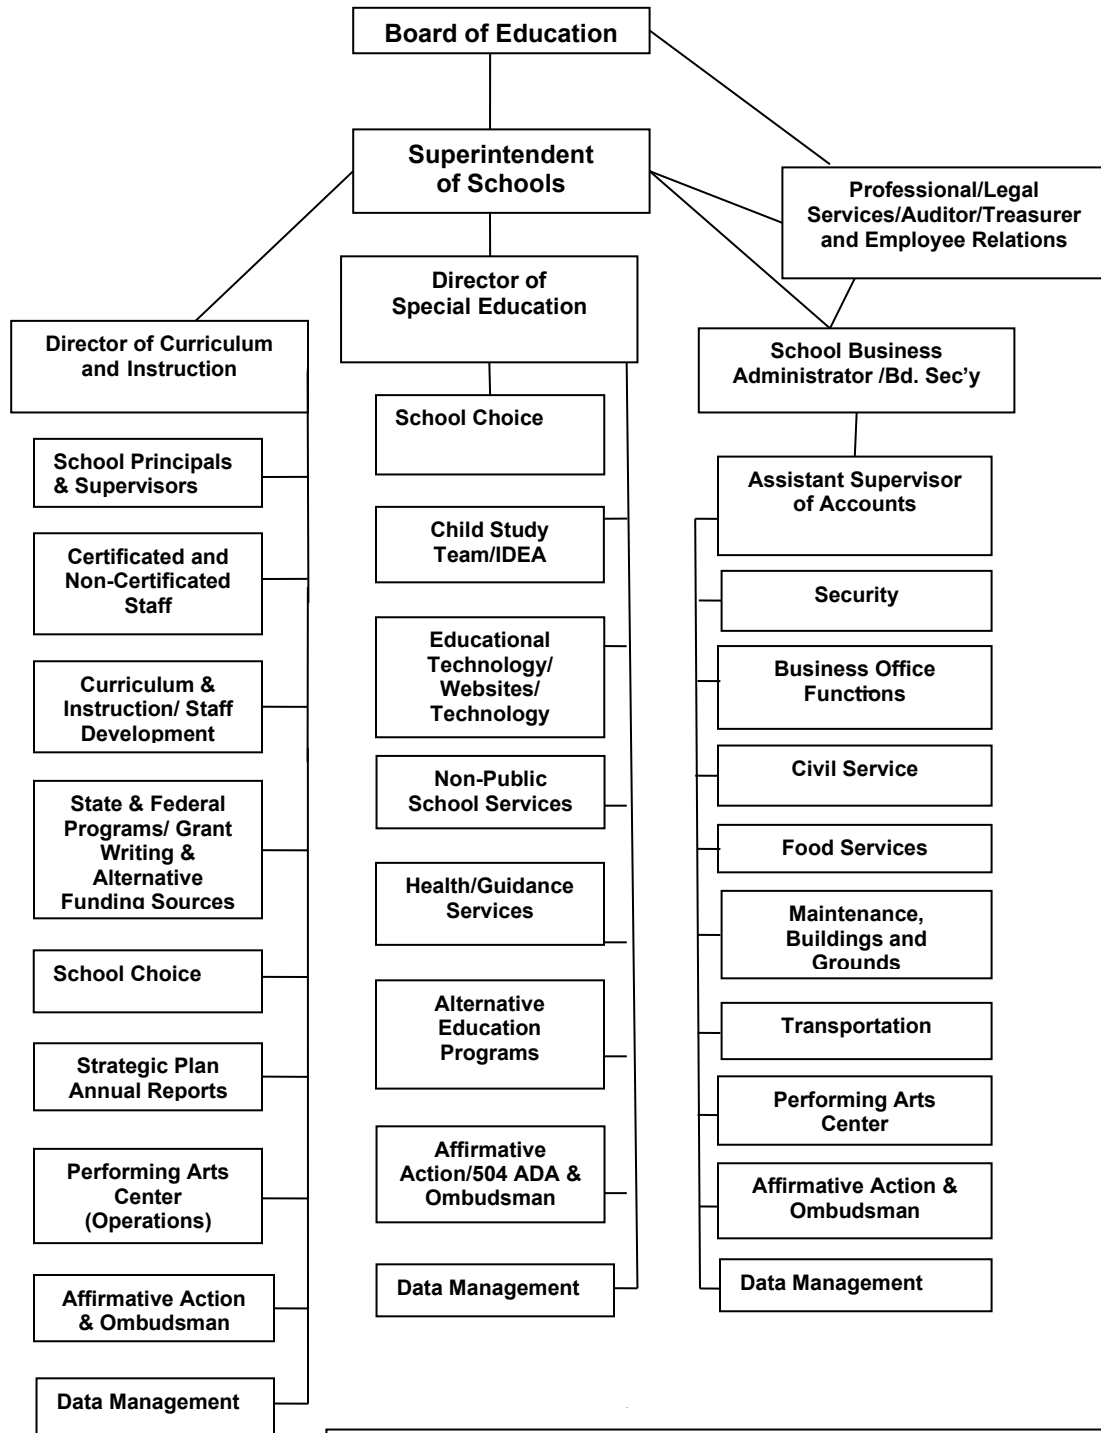 Board of Education
Superintendent
of Schools
Professional/Legal
Services/Auditor/Treasurer
and Employee Relations
Director of
Special Education
Director of Curriculum
and Instruction
School Business
Administrator /Bd. Sec'y
School Principals
& Supervisors
Certificated and
Non-Certificated
Staff
Curriculum &
Instruction/ Staff
Development
State & Federal
Programs/ Grant
Writing &
Alternative
Funding Sources
School Choice
Strategic Plan
Annual Reports
Performing Arts
Center
(Operations)
Affirmative Action
& Ombudsman
Data Management
School Choice
Child Study
Team/IDEA
Educational
Technology/
Websites/
Technology
Non-Public
School Services
Health/Guidance
Services
Alternative
Education
Programs
Affirmative
Action/504 ADA &
Ombudsman
Data Management
Assistant Supervisor
of Accounts
Security
Business Office
Functions
Civil Service
Food Services
Maintenance,
Buildings and
Grounds
Transportation
Performing Arts
Center
Affirmative Action &
Ombudsman
Data Management